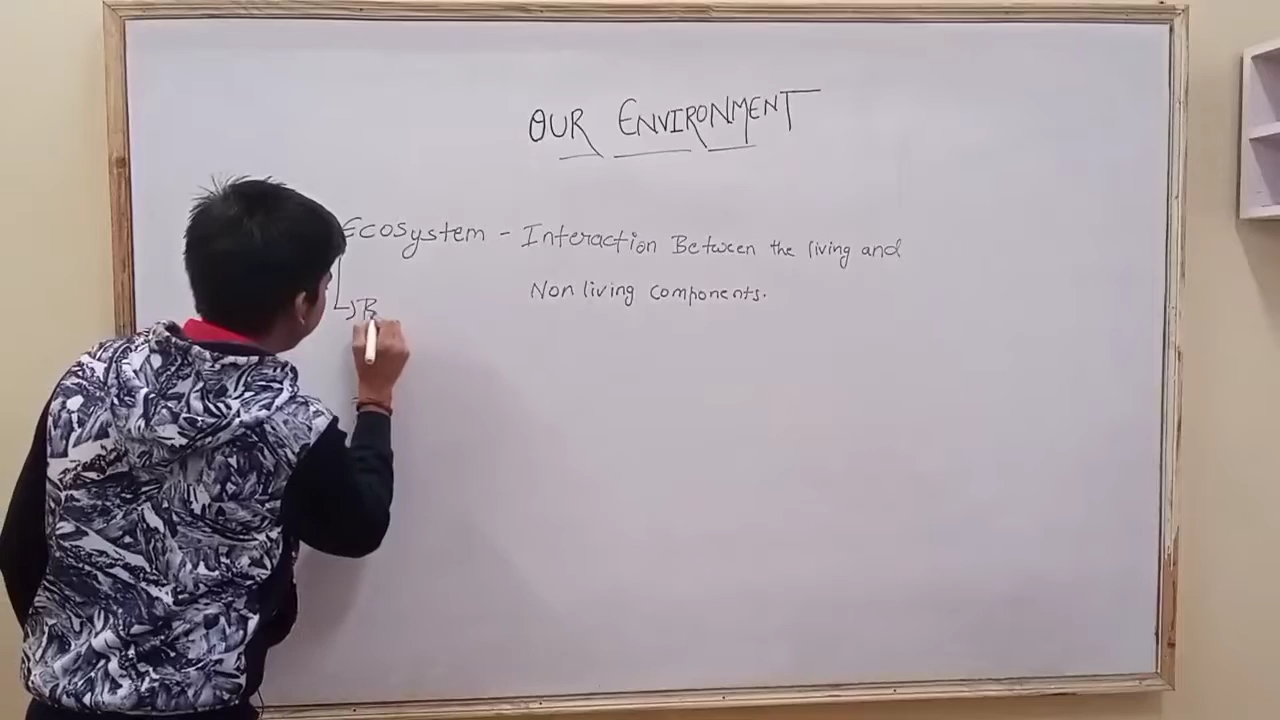 OUR ENVIRONMENT
Ecosystem - Interaction Between the living and
Non living components.
B